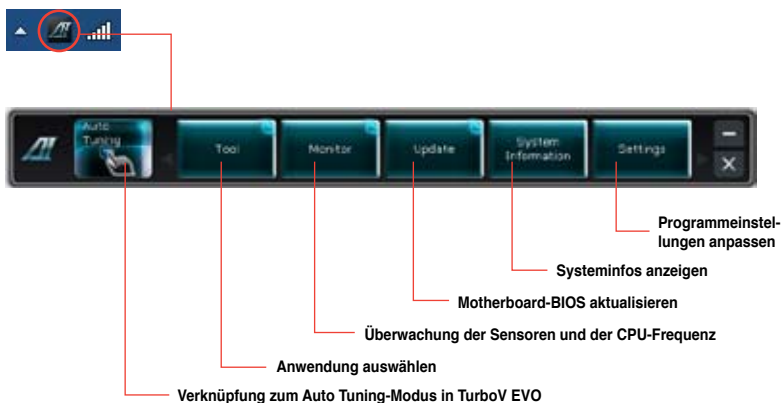 Auto
Tuning
Tool
Monitor
Update
System
Information
Settings
Programmeinstel-
lungen anpassen
Systeminfos anzeigen
Motherboard-BIOS aktualisieren
Überwachung der Sensoren und der CPU-Frequenz
Anwendung auswählen
Verknüpfung zum Auto Tuning-Modus in TurboV EVO